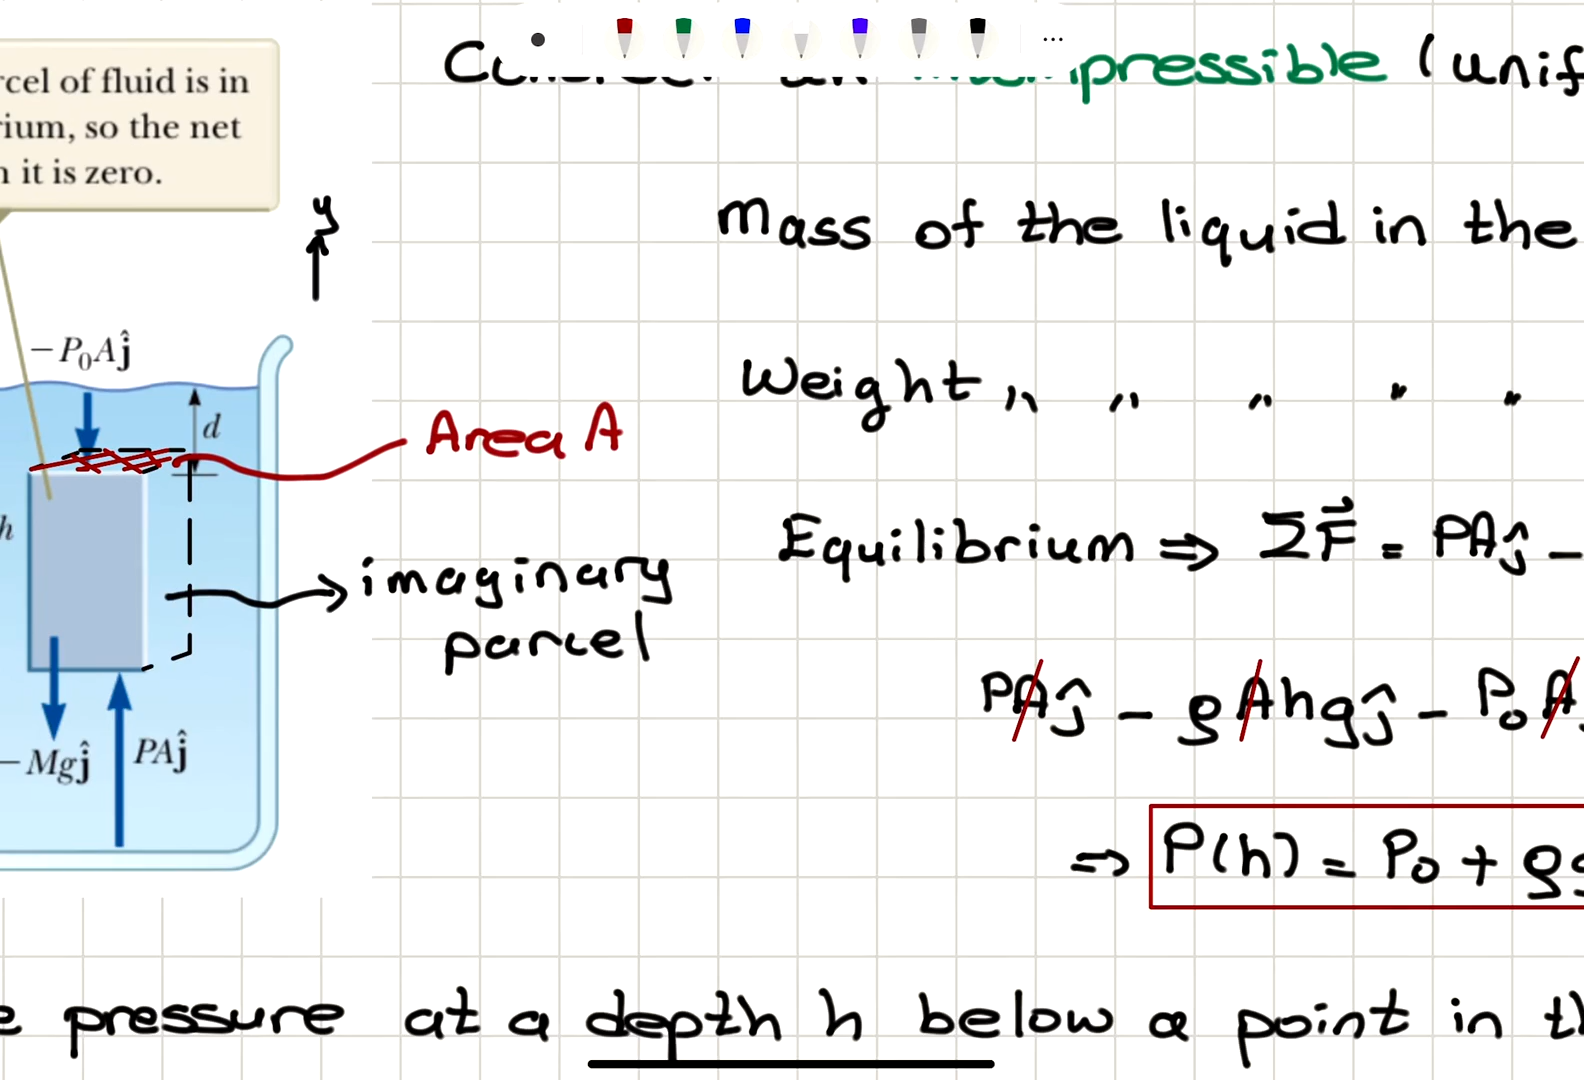 rcel of fluid is in
rium, so the net
n it is zero.
pressible (unif
y
Mass of the liquid in the
−P₀Aĵ
Weight " " " " "
d
Area A
h
Equilibrium ⇒ ΣF⃗ = PAĵ −
imaginary
parcel
PAĵ − ρAhgĵ − P₀A
−Mgĵ
PAĵ
⇒ P(h) = P₀ + ρg
e pressure at a depth h below a point in th